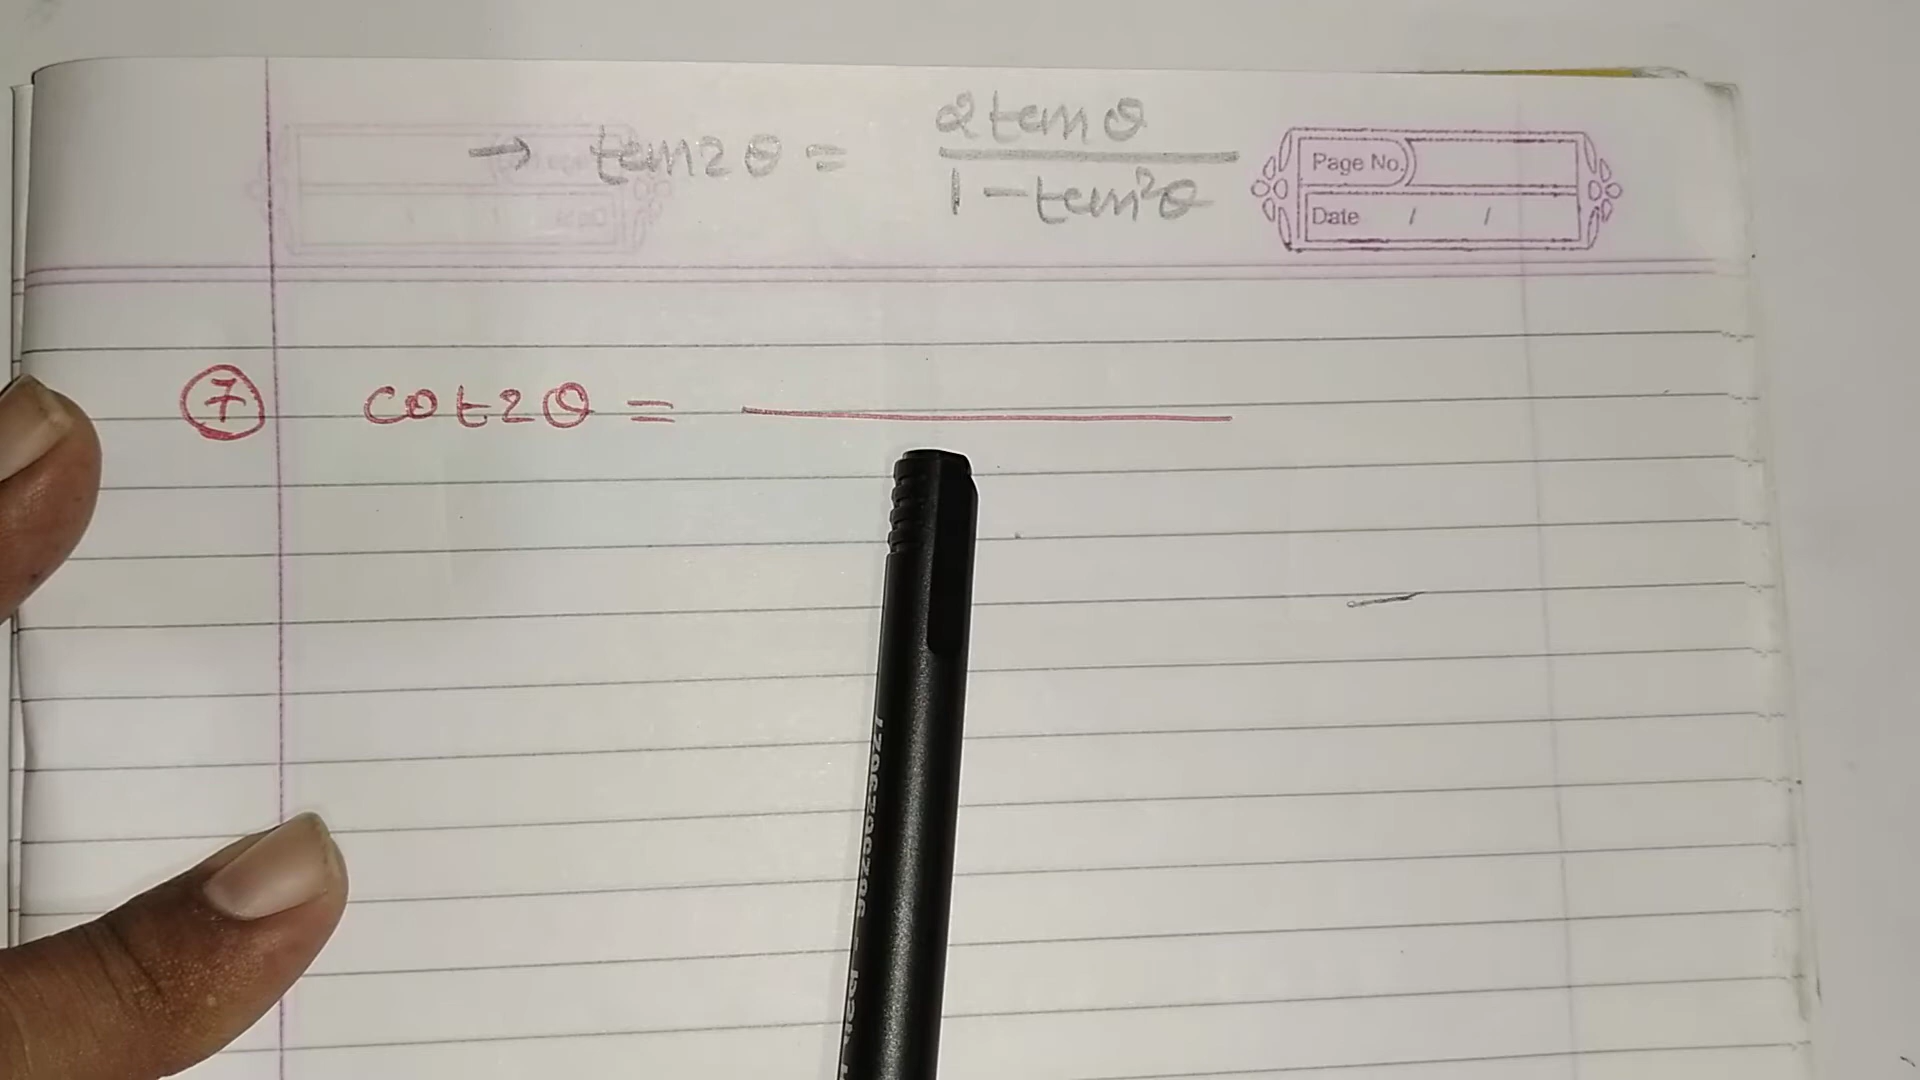 → tan2θ = 2tanθ / 1-tan²θ
Page No.
Date / /
⑦ cot2θ =